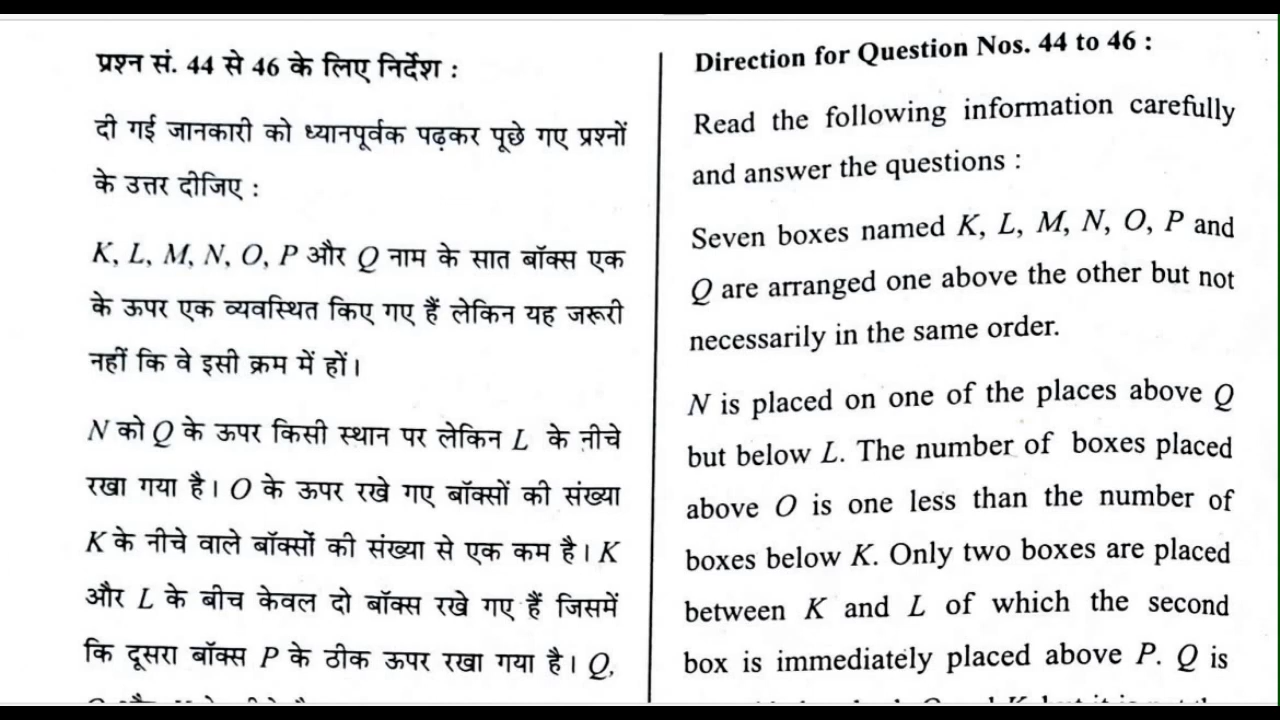 प्रश्न सं. 44 से 46 के लिए निर्देश :
दी गई जानकारी को ध्यानपूर्वक पढ़कर पूछे गए प्रश्नों
के उत्तर दीजिए :
K, L, M, N, O, P और Q नाम के सात बॉक्स एक
के ऊपर एक व्यवस्थित किए गए हैं लेकिन यह जरूरी
नहीं कि वे इसी क्रम में हों।
N को Q के ऊपर किसी स्थान पर लेकिन L के नीचे
रखा गया है। O के ऊपर रखे गए बॉक्सों की संख्या
K के नीचे वाले बॉक्सों की संख्या से एक कम है। K
और L के बीच केवल दो बॉक्स रखे गए हैं जिसमें
कि दूसरा बॉक्स P के ठीक ऊपर रखा गया है। Q,
Direction for Question Nos. 44 to 46 :
Read the following information carefully
and answer the questions :
Seven boxes named K, L, M, N, O, P and
Q are arranged one above the other but not
necessarily in the same order.
N is placed on one of the places above Q
but below L. The number of boxes placed
above O is one less than the number of
boxes below K. Only two boxes are placed
between K and L of which the second
box is immediately placed above P. Q is